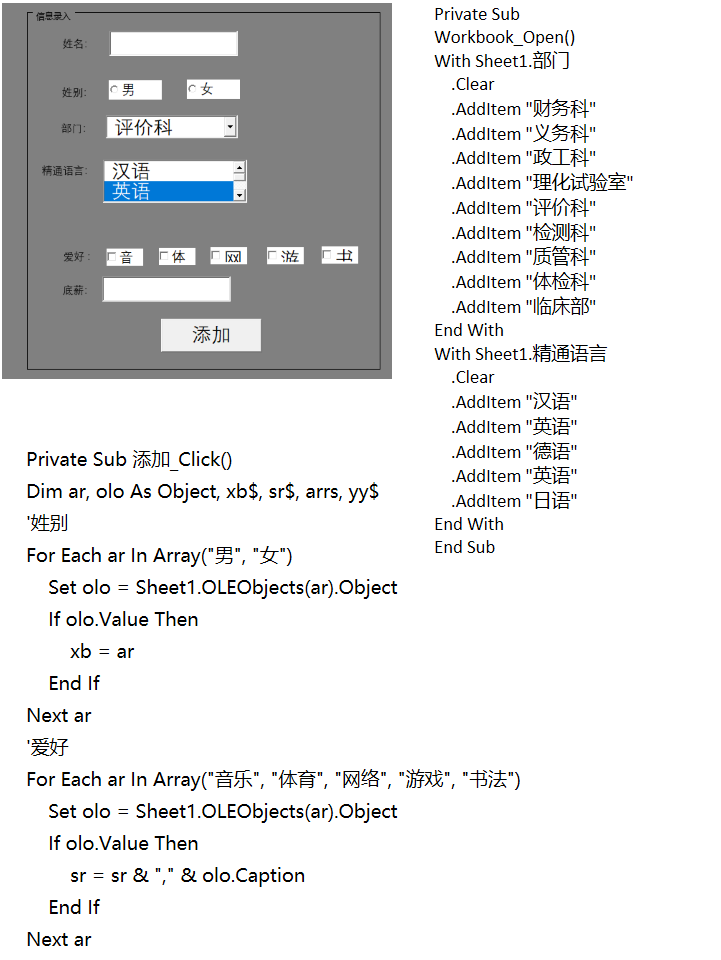 信息录入
姓名:
姓别: 男 女
部门: 评价科
精通语言: 汉语
英语
爱好: 音 体 网 游 书
底薪:
添加
Private Sub
Workbook_Open()
With Sheet1.部门
.Clear
.AddItem "财务科"
.AddItem "义务科"
.AddItem "政工科"
.AddItem "理化试验室"
.AddItem "评价科"
.AddItem "检测科"
.AddItem "质管科"
.AddItem "体检科"
.AddItem "临床部"
End With
With Sheet1.精通语言
.Clear
.AddItem "汉语"
.AddItem "英语"
.AddItem "德语"
.AddItem "英语"
.AddItem "日语"
End With
End Sub
Private Sub 添加_Click()
Dim ar, olo As Object, xb$, sr$, arrs, yy$
'姓别
For Each ar In Array("男", "女")
Set olo = Sheet1.OLEObjects(ar).Object
If olo.Value Then
xb = ar
End If
Next ar
'爱好
For Each ar In Array("音乐", "体育", "网络", "游戏", "书法")
Set olo = Sheet1.OLEObjects(ar).Object
If olo.Value Then
sr = sr & "," & olo.Caption
End If
Next ar